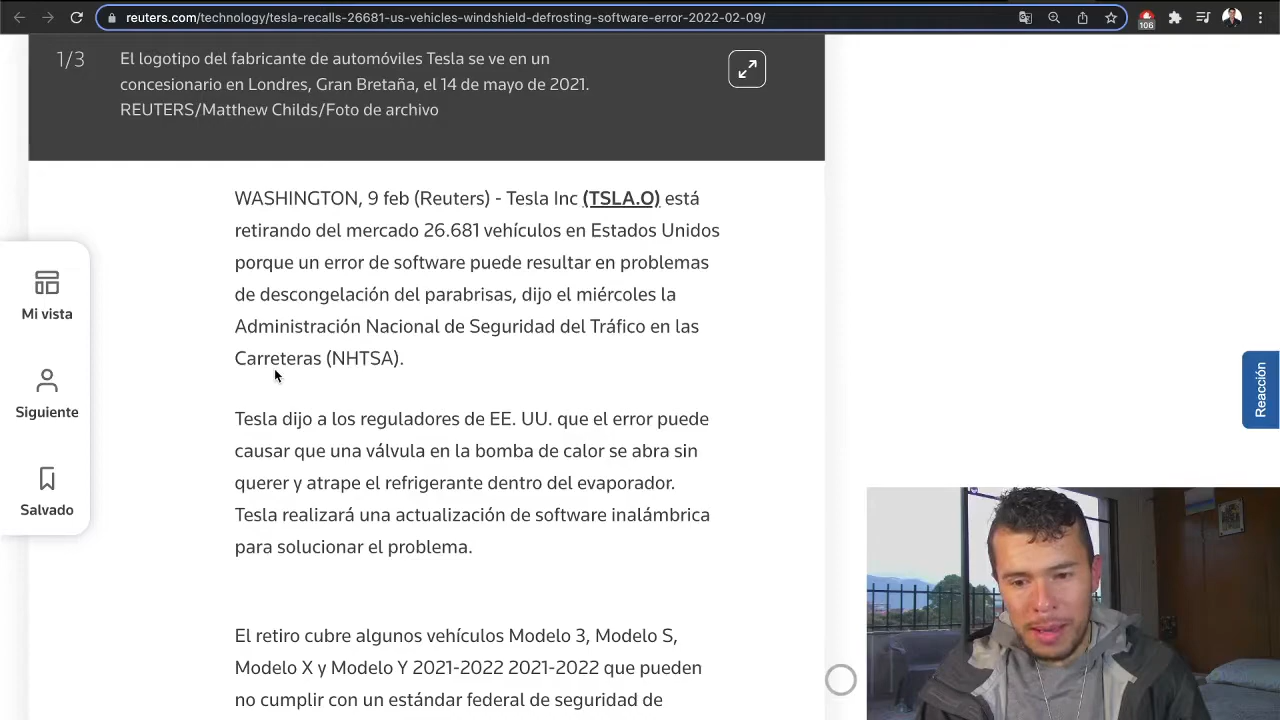 reuters.com/technology/tesla-recalls-26681-us-vehicles-windshield-defrosting-software-error-2022-02-09/
106
1/3
El logotipo del fabricante de automóviles Tesla se ve en un
concesionario en Londres, Gran Bretaña, el 14 de mayo de 2021.
REUTERS/Matthew Childs/Foto de archivo
WASHINGTON, 9 feb (Reuters) - Tesla Inc (TSLA.O) está
retirando del mercado 26.681 vehículos en Estados Unidos
porque un error de software puede resultar en problemas
de descongelación del parabrisas, dijo el miércoles la
Administración Nacional de Seguridad del Tráfico en las
Carreteras (NHTSA).
Mi vista
Siguiente
Salvado
Reacción
Tesla dijo a los reguladores de EE. UU. que el error puede
causar que una válvula en la bomba de calor se abra sin
querer y atrape el refrigerante dentro del evaporador.
Tesla realizará una actualización de software inalámbrica
para solucionar el problema.
El retiro cubre algunos vehículos Modelo 3, Modelo S,
Modelo X y Modelo Y 2021-2022 2021-2022 que pueden
no cumplir con un estándar federal de seguridad de